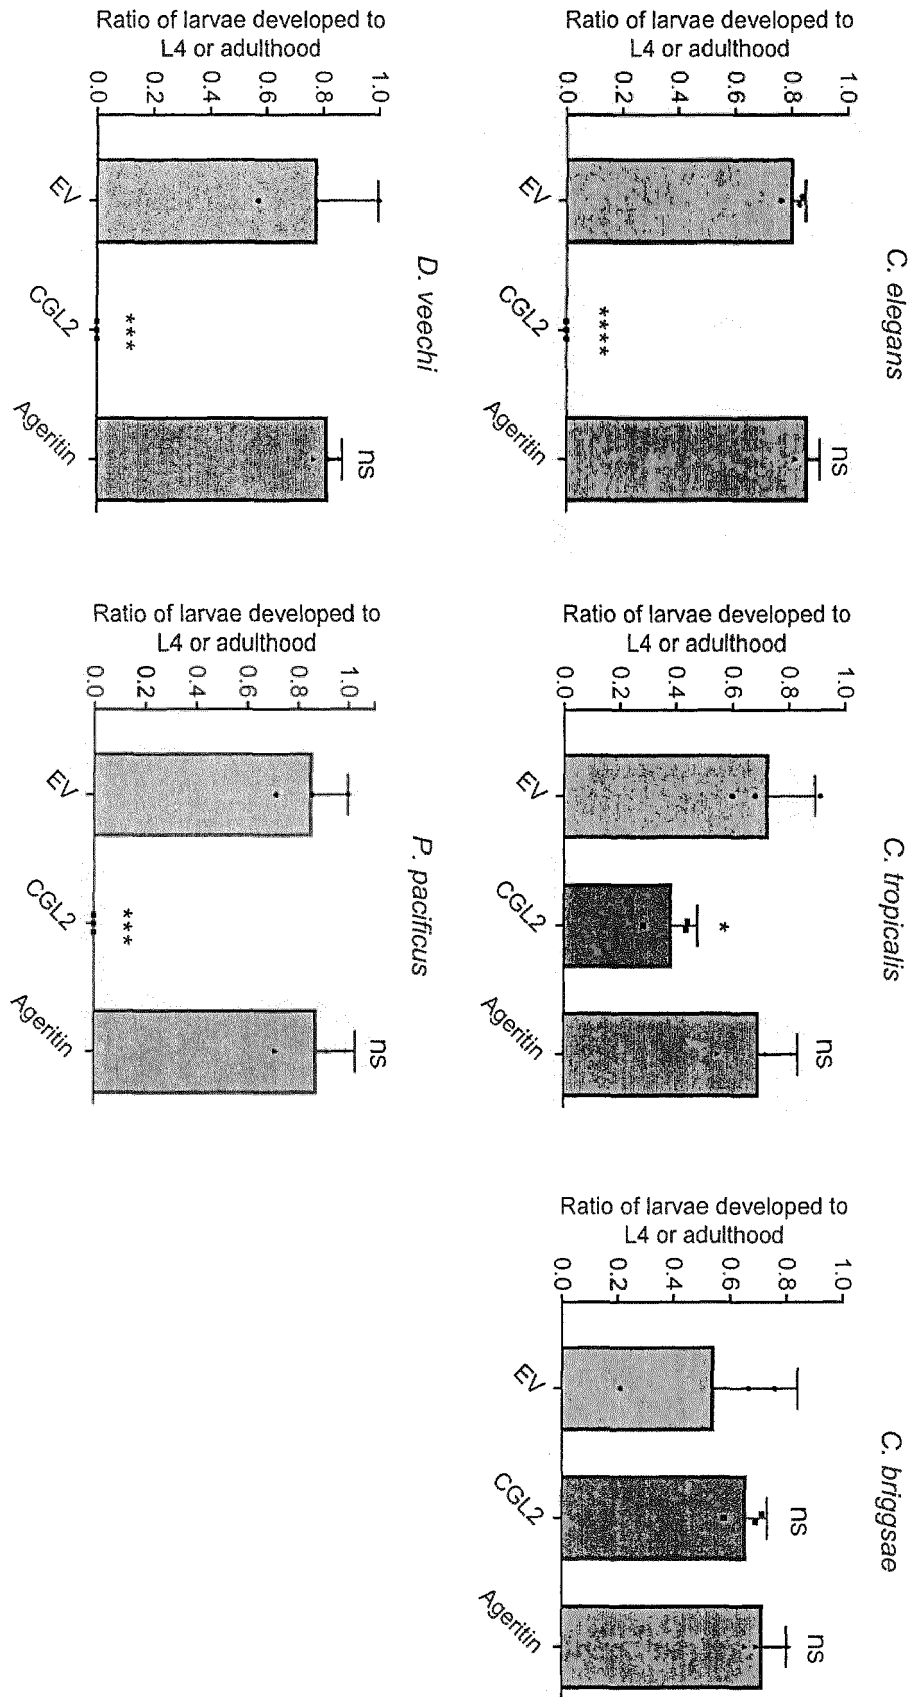 C. elegans
Ratio of larvae developed to
L4 or adulthood
1.0
0.8
0.6
0.4
0.2
0.0
****
ns
EV
CGL2
Ageritin
C. tropicalis
Ratio of larvae developed to
L4 or adulthood
1.0
0.8
0.6
0.4
0.2
0.0
*
ns
EV
CGL2
Ageritin
C. briggsae
Ratio of larvae developed to
L4 or adulthood
1.0
0.8
0.6
0.4
0.2
0.0
ns
ns
EV
CGL2
Ageritin
D. veechi
Ratio of larvae developed to
L4 or adulthood
1.0
0.8
0.6
0.4
0.2
0.0
***
ns
EV
CGL2
Ageritin
P. pacificus
Ratio of larvae developed to
L4 or adulthood
1.0
0.8
0.6
0.4
0.2
0.0
***
ns
EV
CGL2
Ageritin